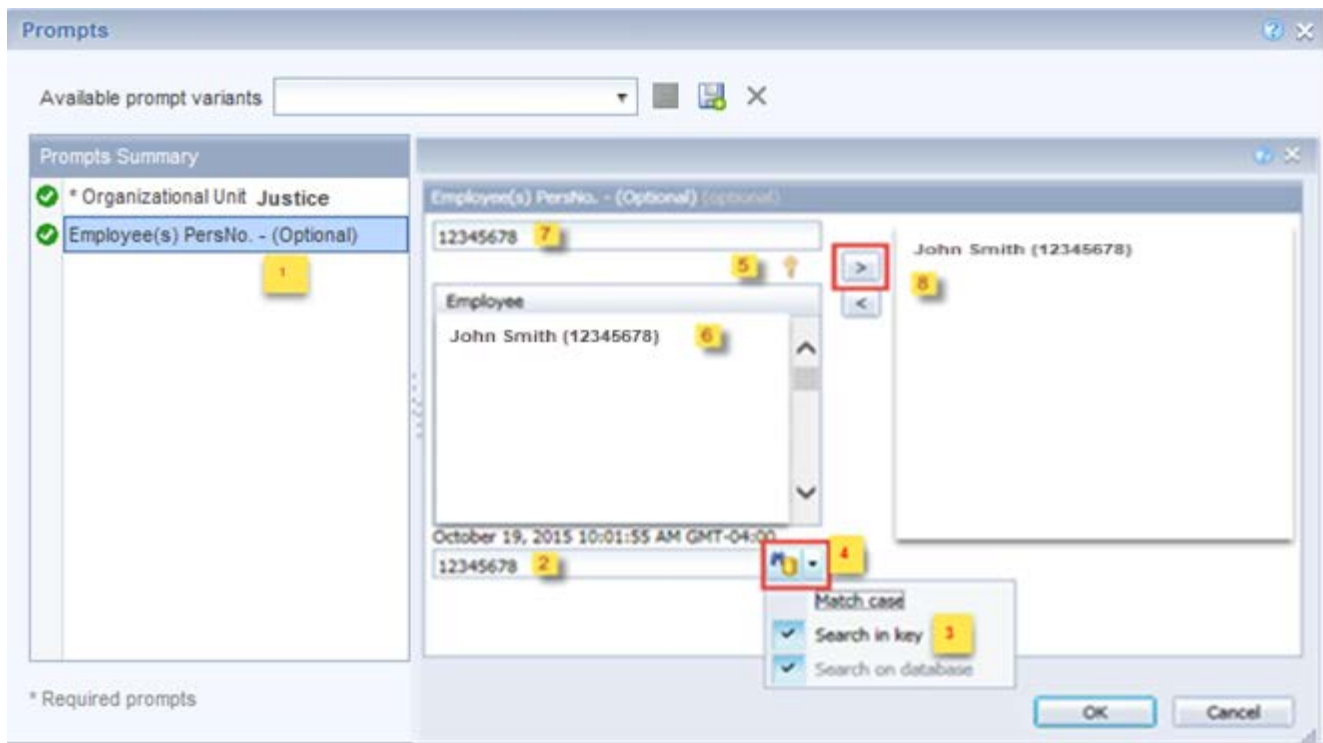 Prompts
Available prompt variants
Prompts Summary
* Organizational Unit Justice
Employee(s) PersNo. - (Optional)
1
Employee(s) PersNo. - (Optional) (optional)
12345678 7
5
>
<
Employee
John Smith (12345678) 6
John Smith (12345678)
8
October 19, 2015 10:01:55 AM GMT-04:00
12345678 2
4
Match case
Search in key 3
Search on database
* Required prompts
OK Cancel